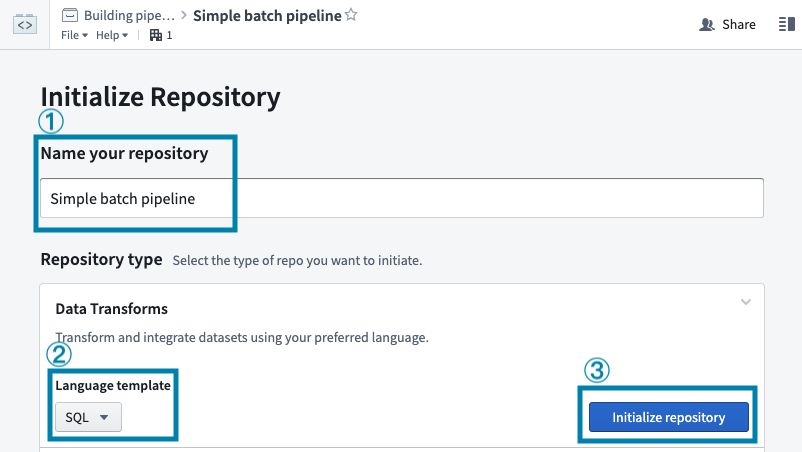 Building pipe... > Simple batch pipeline
File Help 1
Share
Initialize Repository
1
Name your repository
Simple batch pipeline
Repository type Select the type of repo you want to initiate.
Data Transforms
Transform and integrate datasets using your preferred language.
2
Language template
SQL
3
Initialize repository